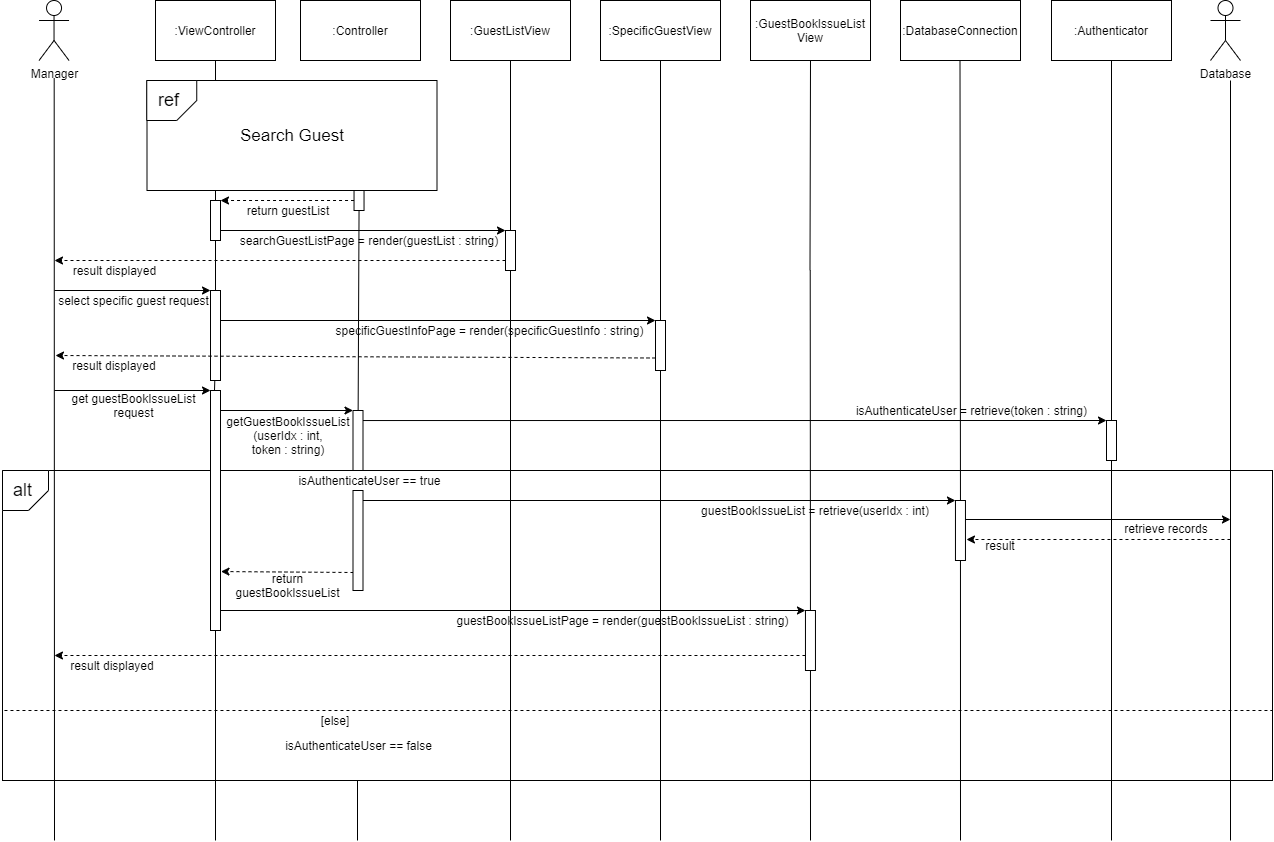 :ViewController
:Controller
:GuestListView
:SpecificGuestView
:GuestBookIssueList
View
:DatabaseConnection
:Authenticator
Manager
Database
ref
Search Guest
return guestList
searchGuestListPage = render(guestList : string)
result displayed
select specific guest request
specificGuestInfoPage = render(specificGuestInfo : string)
result displayed
get guestBookIssueList
request
getGuestBookIssueList
(userIdx : int,
token : string)
isAuthenticateUser = retrieve(token : string)
alt
isAuthenticateUser == true
guestBookIssueList = retrieve(userIdx : int)
retrieve records
result
return
guestBookIssueList
guestBookIssueListPage = render(guestBookIssueList : string)
result displayed
[else]
isAuthenticateUser == false